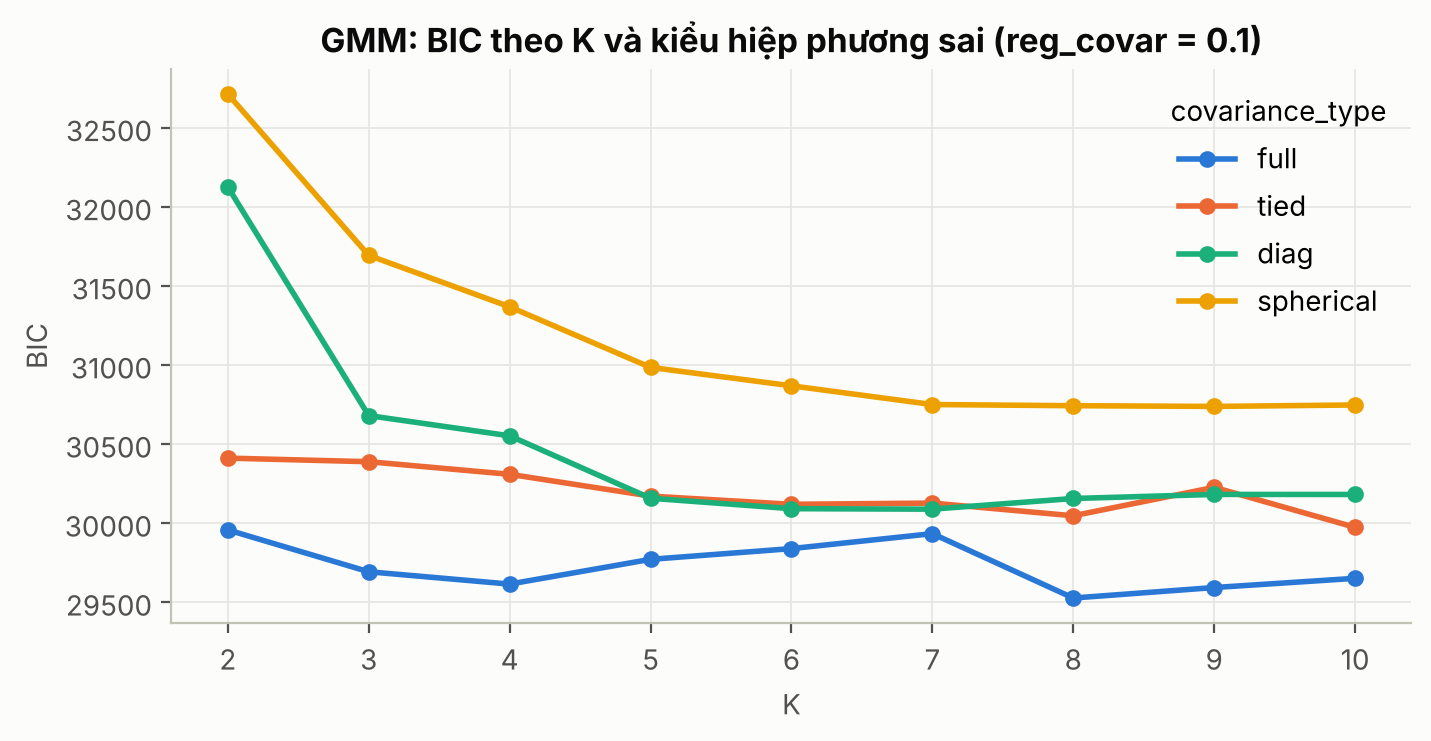 GMM: BIC theo K và kiểu hiệp phương sai (reg_covar = 0.1)
covariance_type
full
tied
diag
spherical
BIC
32500
32000
31500
31000
30500
30000
29500
2 3 4 5 6 7 8 9 10
K